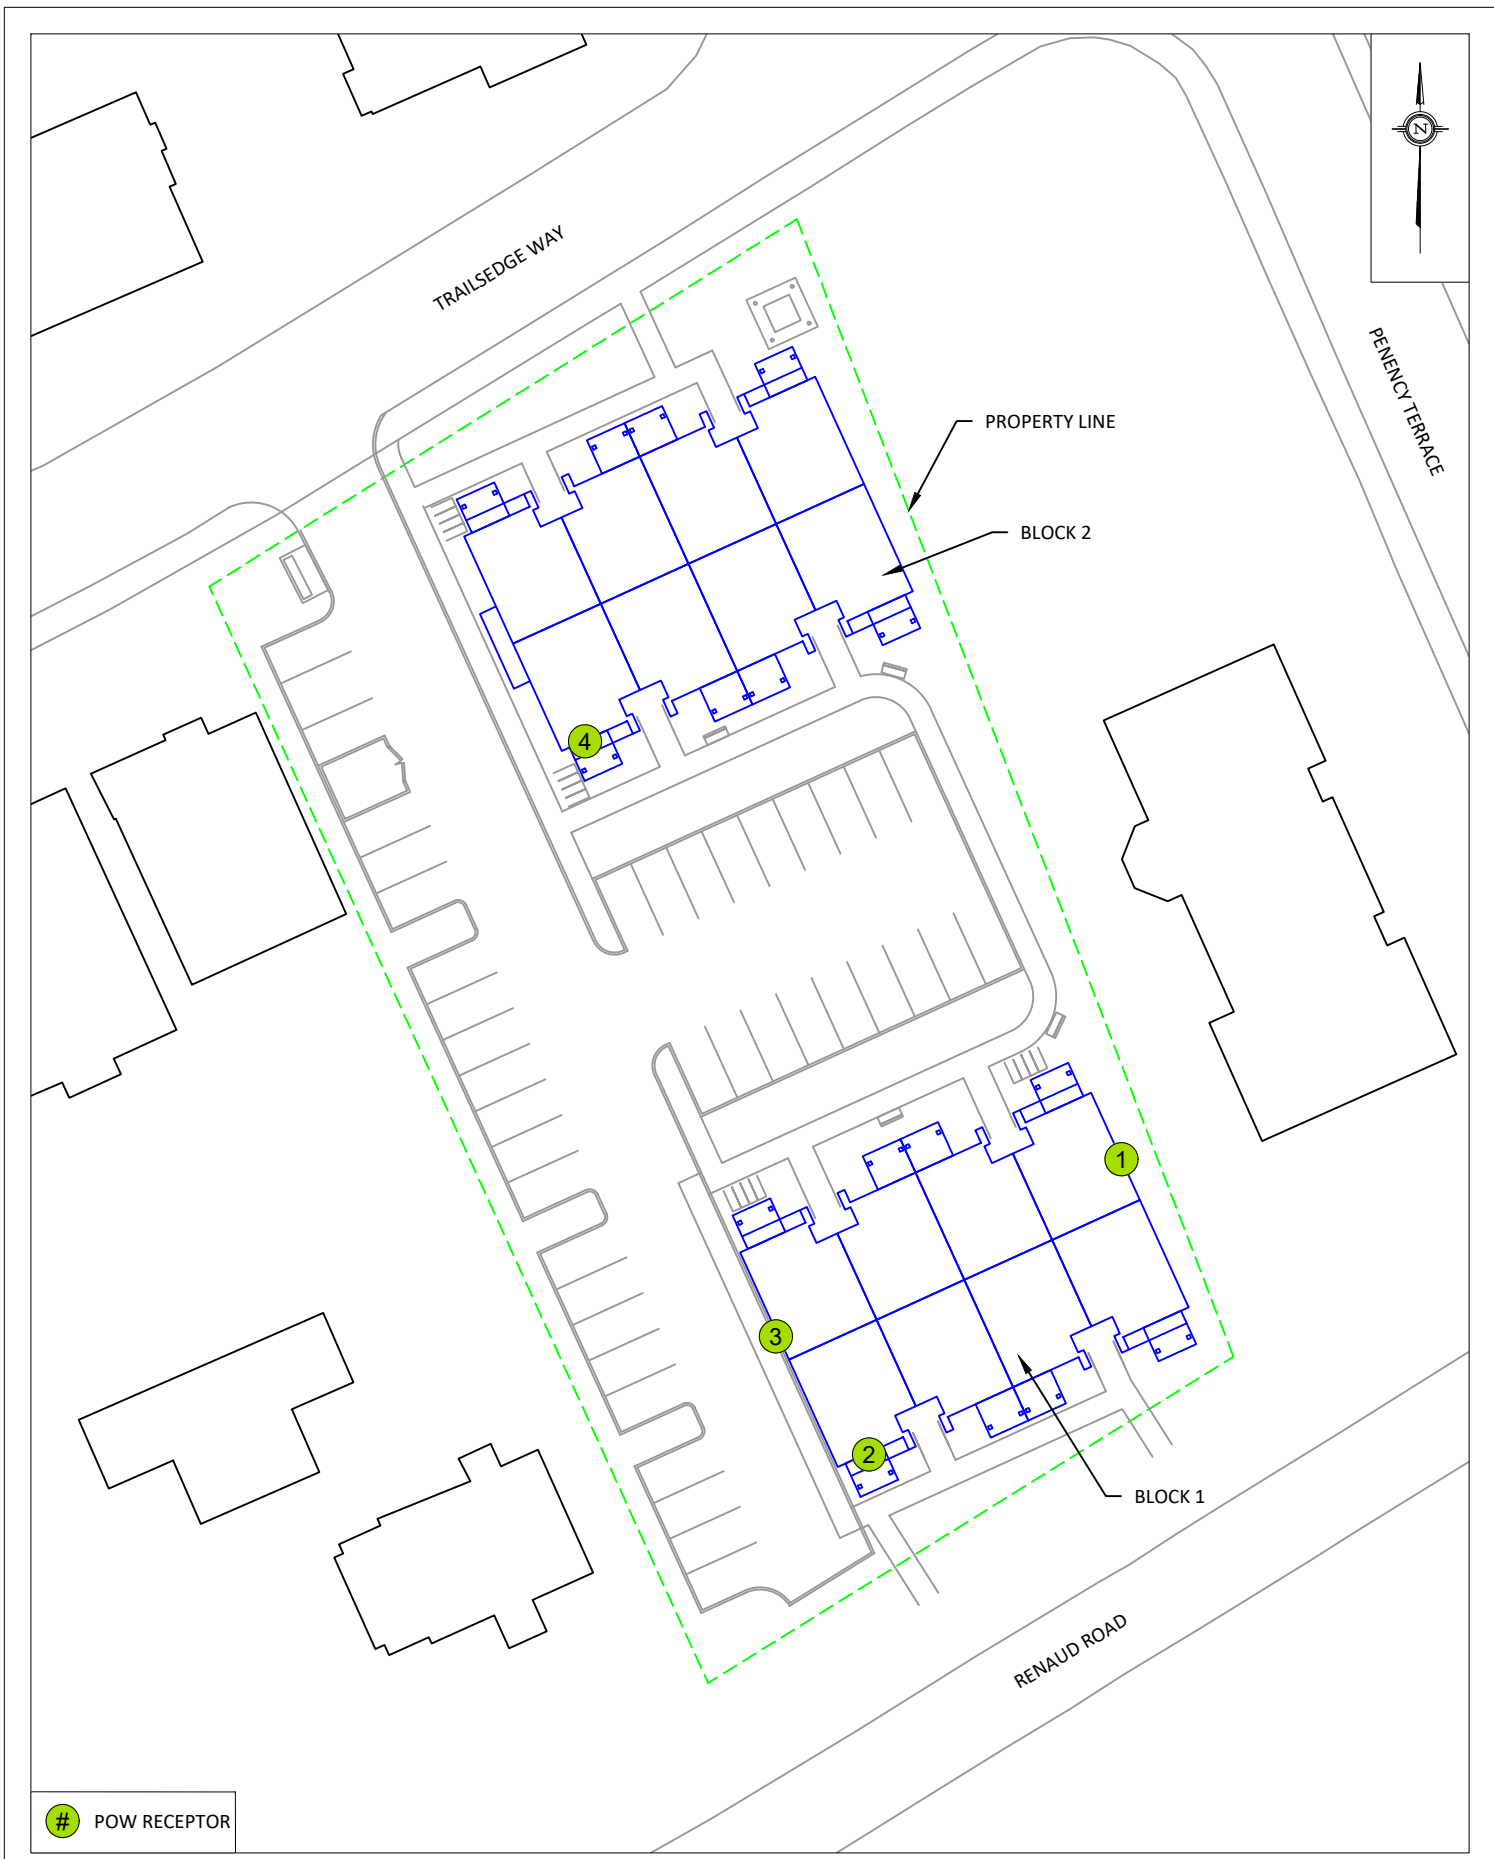 N
TRAILSEDGE WAY
PENENCY TERRACE
PROPERTY LINE
BLOCK 2
4
1
3
2
BLOCK 1
RENAUD ROAD
# POW RECEPTOR